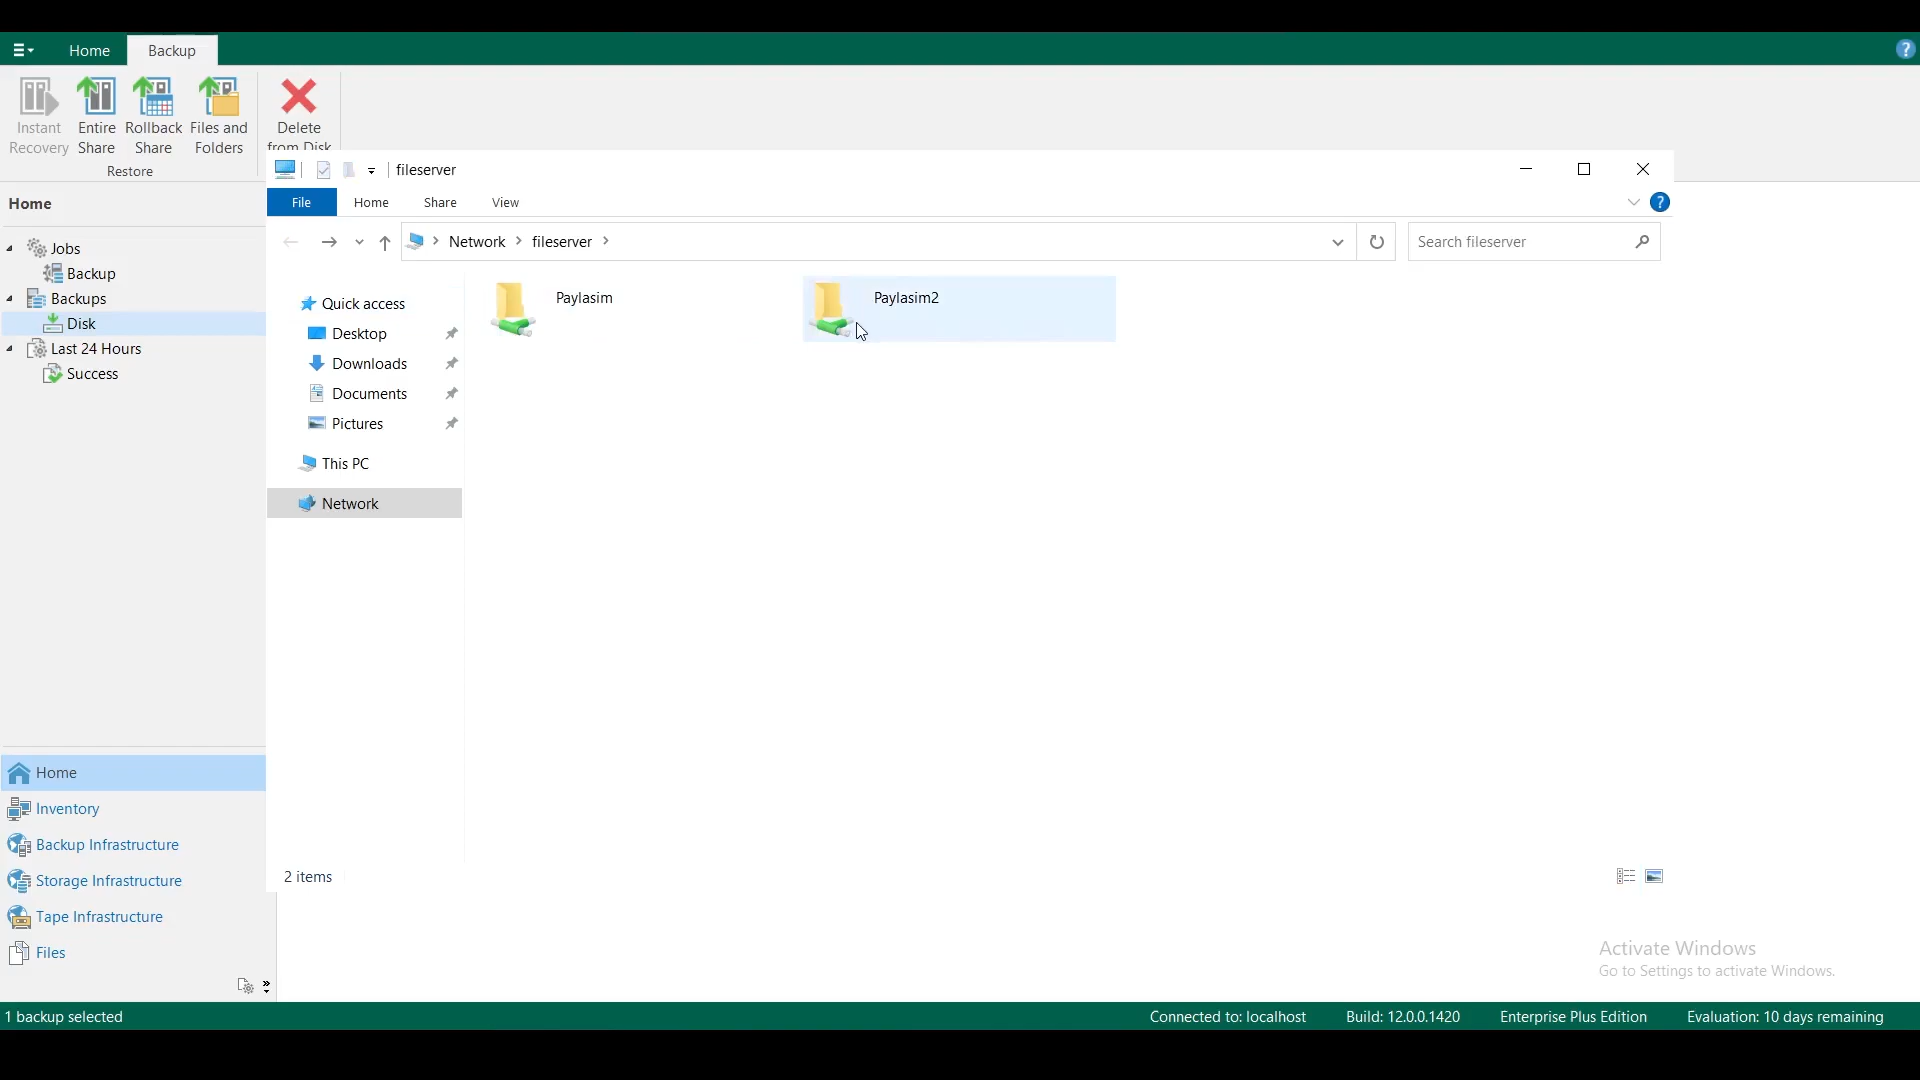 Home
Backup
Instant Recovery
Entire Share
Rollback Share
Files and Folders
Delete from Disk
Restore
fileserver
File
Home
Share
View
Network
fileserver
Search fileserver
Home
Jobs
Backup
Backups
Disk
Last 24 Hours
Success
Quick access
Desktop
Downloads
Documents
Pictures
This PC
Network
Paylasim
Paylasim2
2 items
Home
Inventory
Backup Infrastructure
Storage Infrastructure
Tape Infrastructure
Files
Activate Windows
Go to Settings to activate Windows.
1 backup selected
Connected to: localhost
Build: 12.0.0.1420
Enterprise Plus Edition
Evaluation: 10 days remaining